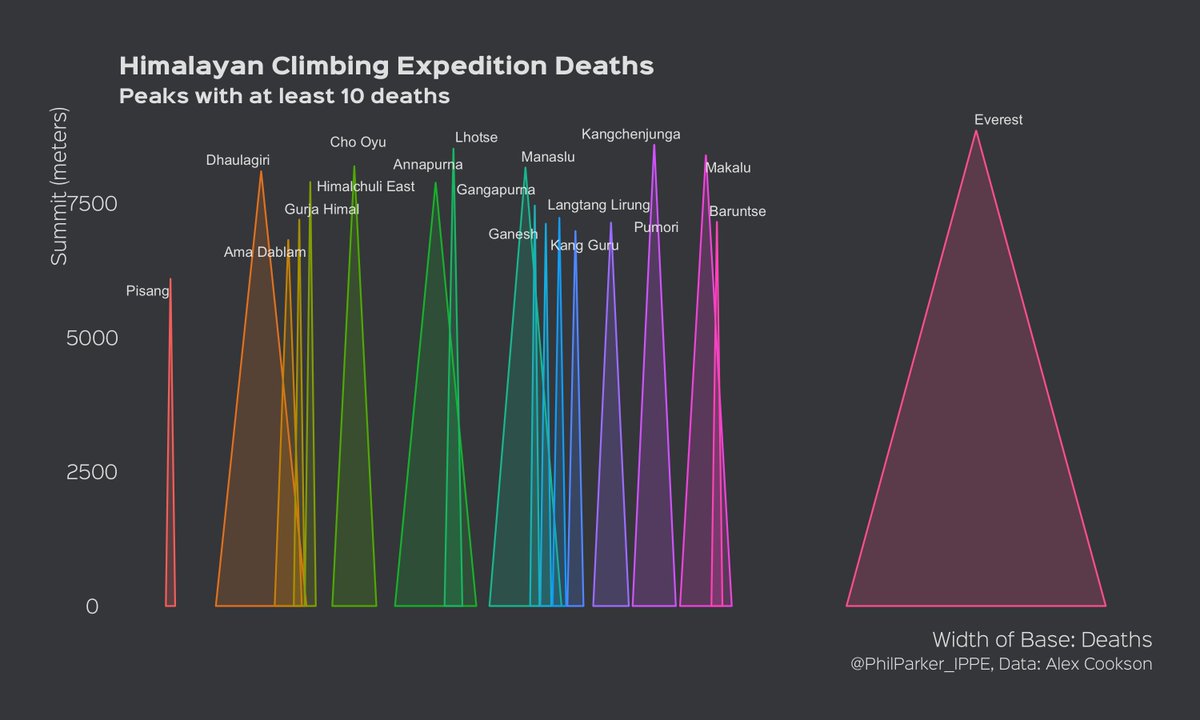 Himalayan Climbing Expedition Deaths
Peaks with at least 10 deaths
Summit (meters)
7500
5000
2500
0
Everest
Kangchenjunga
Lhotse
Cho Oyu
Manaslu
Dhaulagiri
Annapurna
Makalu
Himalchuli East
Gangapurna
Langtang Lirung
Gurja Himal
Baruntse
Pumori
Ganesh
Kang Guru
Ama Dablam
Pisang
Width of Base: Deaths
@PhilParker_IPPE, Data: Alex Cookson